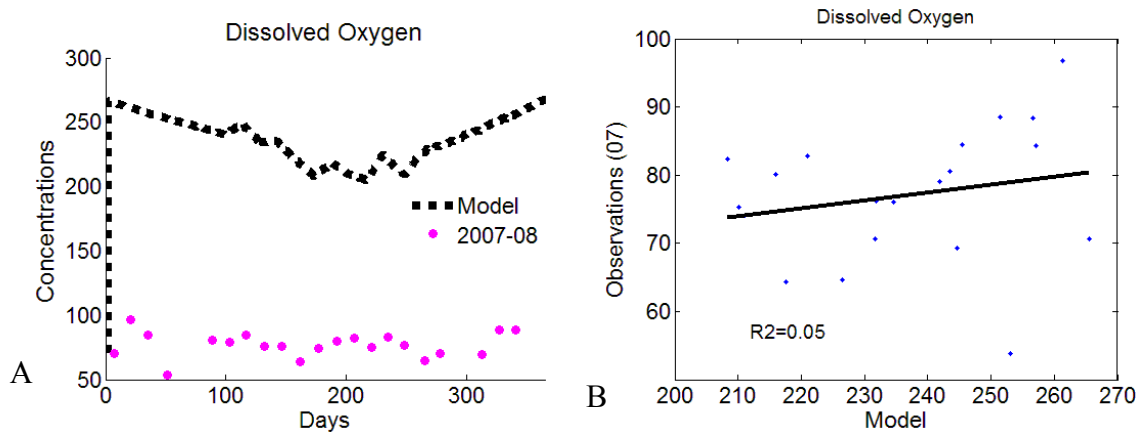 Dissolved Oxygen
300
250
200
150
100
50
Concentrations
Model
2007-08
0
100
200
300
Days
A
Dissolved Oxygen
100
90
80
70
60
Observations (07)
R2=0.05
200
210
220
230
240
250
260
270
Model
B